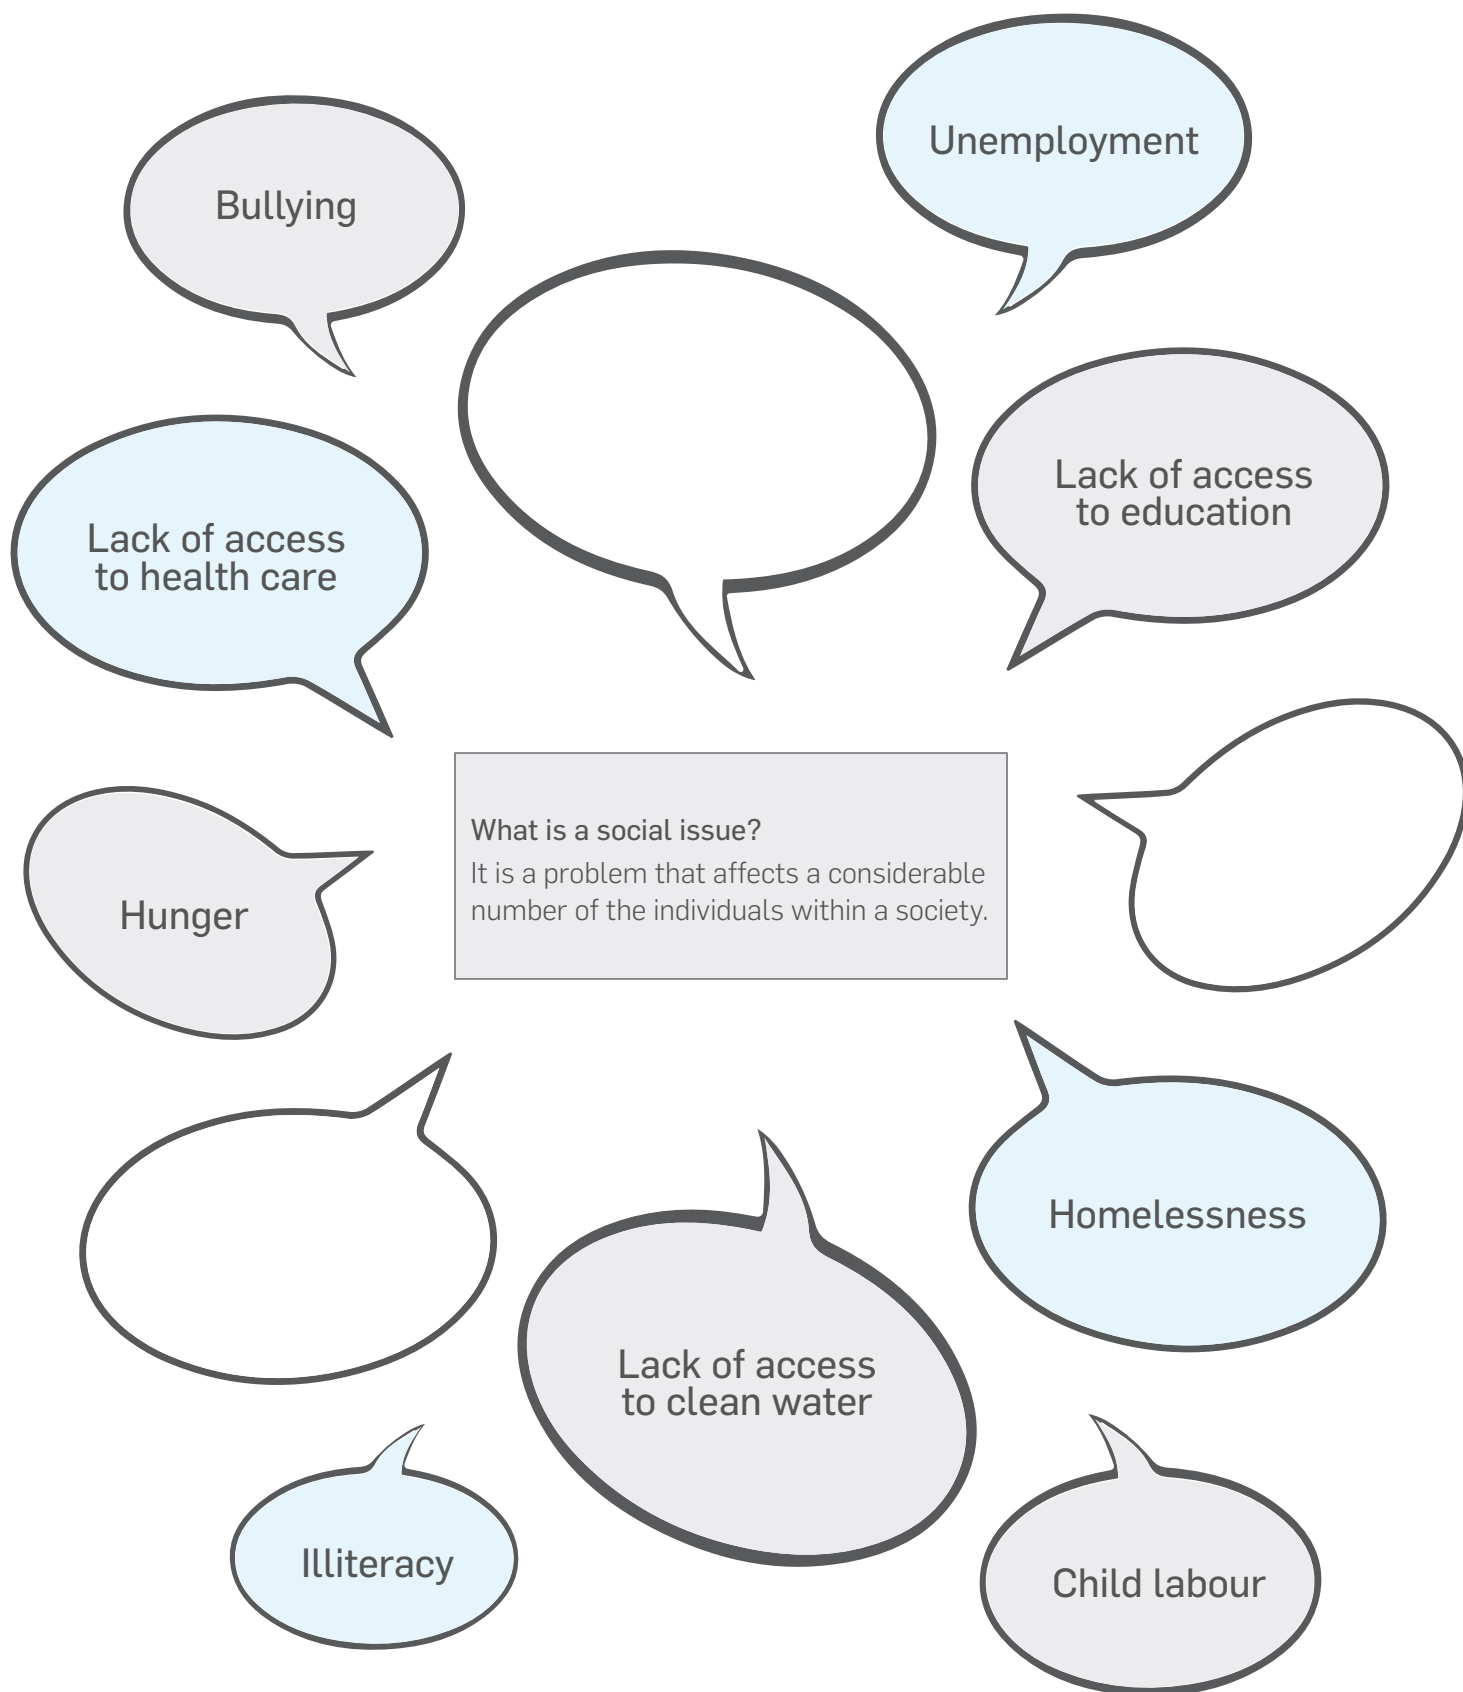 Unemployment
Bullying
Lack of access
to education
Lack of access
to health care
What is a social issue?
It is a problem that affects a considerable
number of the individuals within a society.
Hunger
Homelessness
Lack of access
to clean water
Illiteracy
Child labour